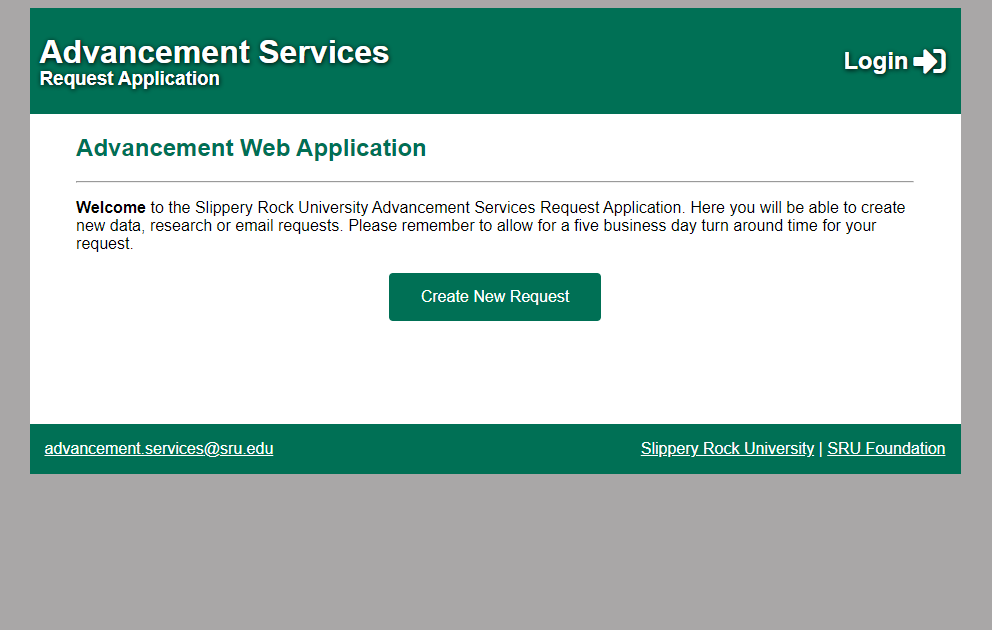 Advancement Services
Request Application
Login
Advancement Web Application
Welcome to the Slippery Rock University Advancement Services Request Application. Here you will be able to create
new data, research or email requests. Please remember to allow for a five business day turn around time for your
request.
Create New Request
advancement.services@sru.edu
Slippery Rock University | SRU Foundation